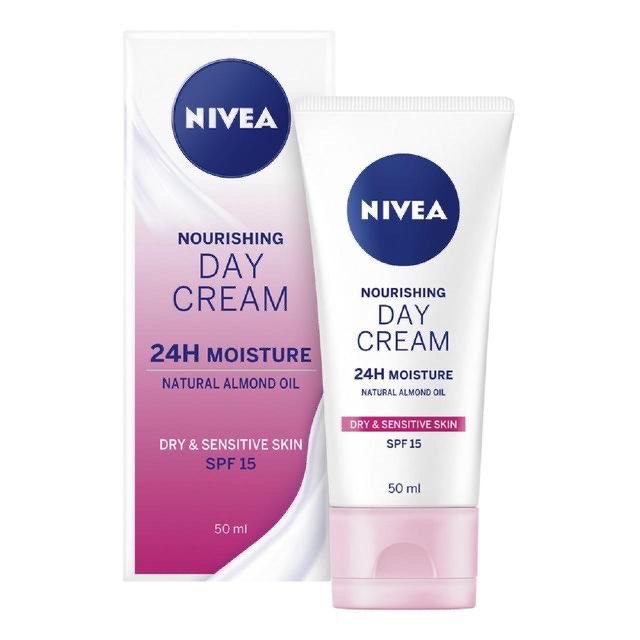 NIVEA
NOURISHING
DAY
CREAM
24H MOISTURE
NATURAL ALMOND OIL
DRY & SENSITIVE SKIN
SPF 15
50 ml
NIVEA
NOURISHING
DAY
CREAM
24H MOISTURE
NATURAL ALMOND OIL
DRY & SENSITIVE SKIN
SPF 15
50 ml